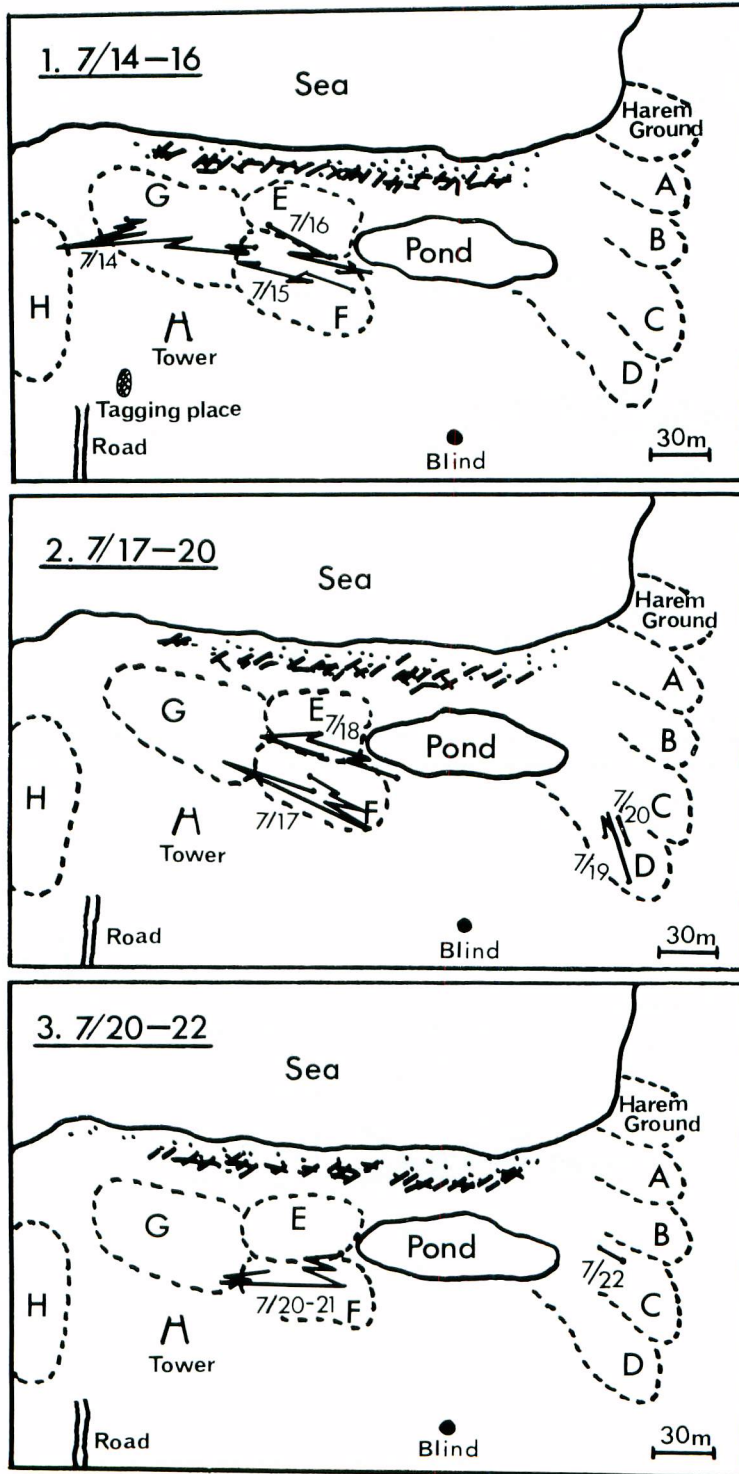 1. 7/14–16
Sea
Harem
Ground
A
G
E
7/16
B
Pond
7/14
7/15
H
F
C
Tower
D
Tagging place
Road
Blind
30m
2. 7/17–20
Sea
Harem
Ground
A
G
E
7/18
B
Pond
H
F
7/20
C
7/17
Tower
7/19
D
Road
Blind
30m
3. 7/20–22
Sea
Harem
Ground
A
G
E
B
Pond
7/22
H
7/20-21
F
C
Tower
D
Road
Blind
30m